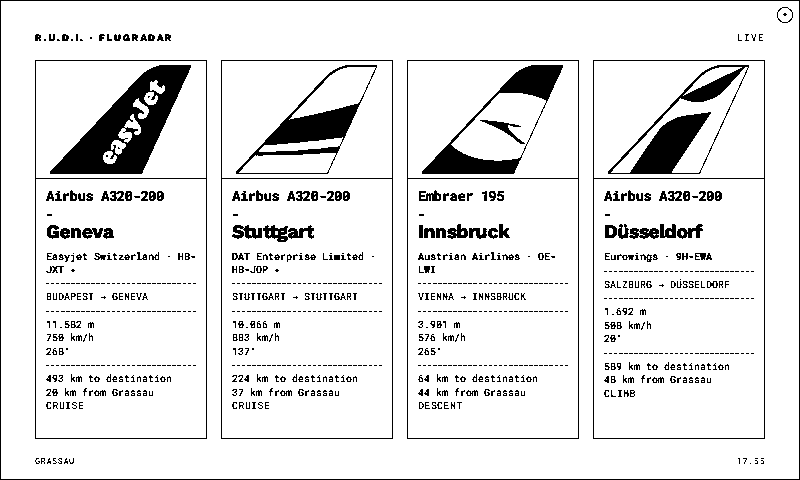 R.U.D.I. · FLUGRADAR
LIVE
easyJet
Airbus A320-200
-
Geneva
Easyjet Switzerland · HB-
JXT ✦
BUDAPEST → GENEVA
11.582 m
750 km/h
268°
493 km to destination
20 km from Grassau
CRUISE
Airbus A320-200
-
Stuttgart
DAT Enterprise Limited ·
HB-JOP ✦
STUTTGART → STUTTGART
10.066 m
883 km/h
137°
224 km to destination
37 km from Grassau
CRUISE
Embraer 195
-
Innsbruck
Austrian Airlines · OE-
LWI
VIENNA → INNSBRUCK
3.901 m
576 km/h
265°
64 km to destination
44 km from Grassau
DESCENT
Airbus A320-200
-
Düsseldorf
Eurowings · 9H-EWA
SALZBURG → DÜSSELDORF
1.692 m
508 km/h
20°
589 km to destination
48 km from Grassau
CLIMB
GRASSAU
17.55